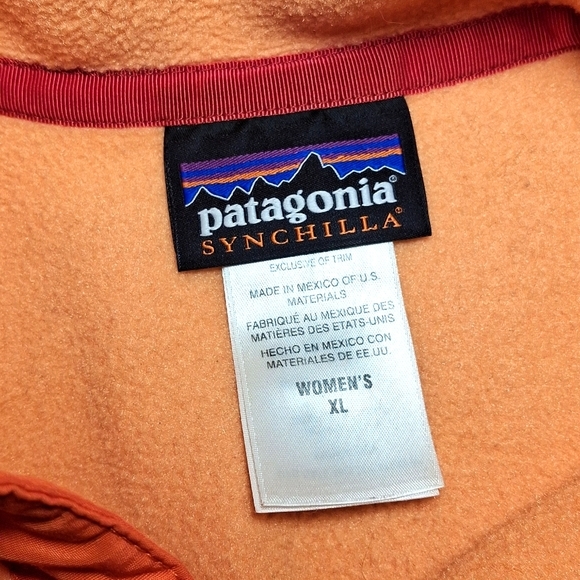 patagonia®
SYNCHILLA®
EXCLUSIVE OF TRIM
MADE IN MEXICO OF U.S.
MATERIALS
FABRIQUÉ AU MEXIQUE DES
MATIÈRES DES ETATS-UNIS
HECHO EN MEXICO CON
MATERIALES DE EE.UU.
WOMEN'S
XL